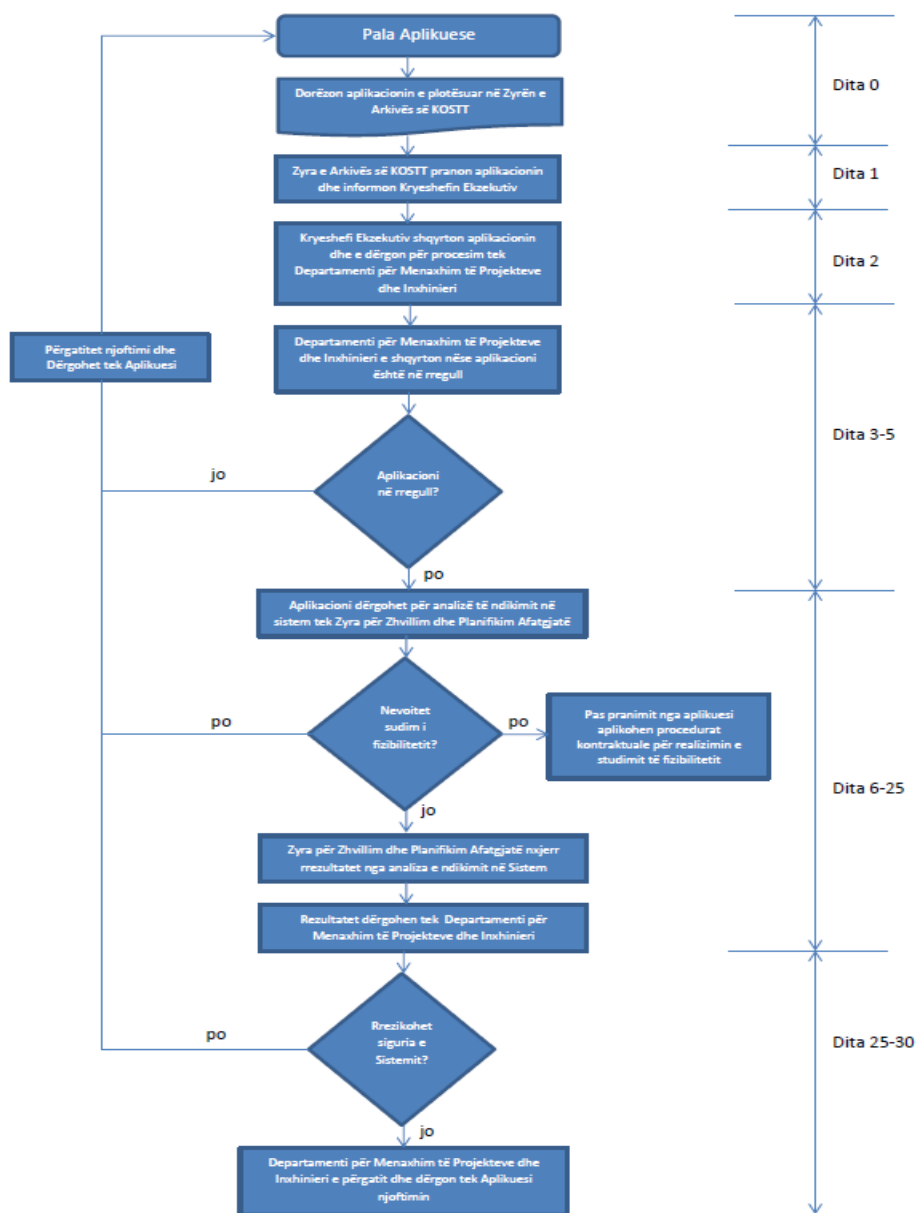 Pala Aplikuese
Dita 0
Dorëzon aplikacionin e plotësuar në Zyrën e
Arkivës së KOSTT
Zyra e Arkivës së KOSTT pranon aplikacionin
dhe informon Kryeshefin Ekzekutiv
Dita 1
Kryeshefi Ekzekutiv shqyrton aplikacionin
dhe e dërgon për procesim tek
Departamenti për Menaxhim të Projekteve
dhe Inxhinieri
Dita 2
Përgatitet njoftimi dhe
Dërgohet tek Aplikuesi
Departamenti për Menaxhim të Projekteve
dhe Inxhinieri e shqyrton nëse aplikacioni
është në rregull
Dita 3-5
jo
Aplikacioni
në rregull?
po
Aplikacioni dërgohet për analizë të ndikimit në
sistem tek Zyra për Zhvillim dhe Planifikim Afatgjatë
po
Nevoitet
sudim i
fizibilitetit?
po
Pas pranimit nga aplikuesi
aplikohen procedurat
kontraktuale për realizimin e
studimit të fizibilitetit
Dita 6-25
jo
Zyra për Zhvillim dhe Planifikim Afatgjatë nxjerr
rrezultatet nga analiza e ndikimit në Sistem
Rezultatet dërgohen tek Departamenti për
Menaxhim të Projekteve dhe Inxhinieri
po
Rrezikohet
siguria e
Sistemit?
Dita 25-30
jo
Departamenti për Menaxhim të Projekteve dhe
Inxhinieri e përgatit dhe dërgon tek Aplikuesi
njoftimin